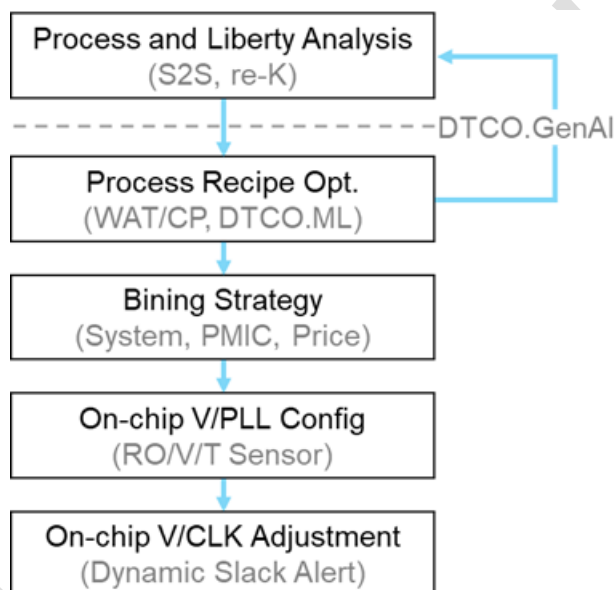 Process and Liberty Analysis
(S2S, re-K)
DTCO.GenAI
Process Recipe Opt.
(WAT/CP, DTCO.ML)
Bining Strategy
(System, PMIC, Price)
On-chip V/PLL Config
(RO/V/T Sensor)
On-chip V/CLK Adjustment
(Dynamic Slack Alert)